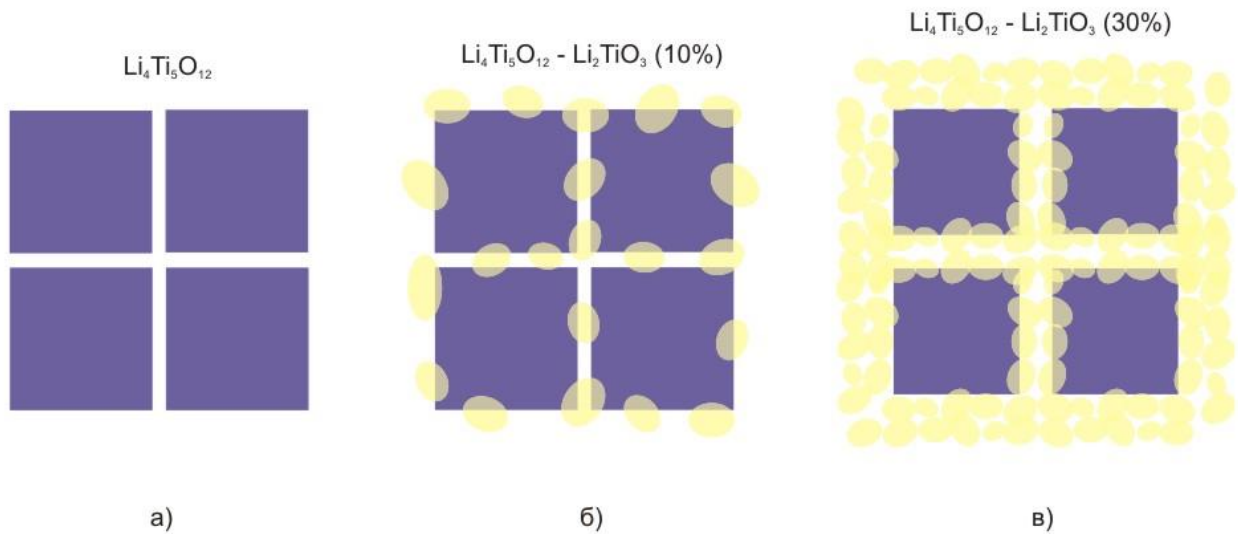 Li₄Ti₅O₁₂
Li₄Ti₅O₁₂ - Li₂TiO₃ (10%)
Li₄Ti₅O₁₂ - Li₂TiO₃ (30%)
а)
б)
в)